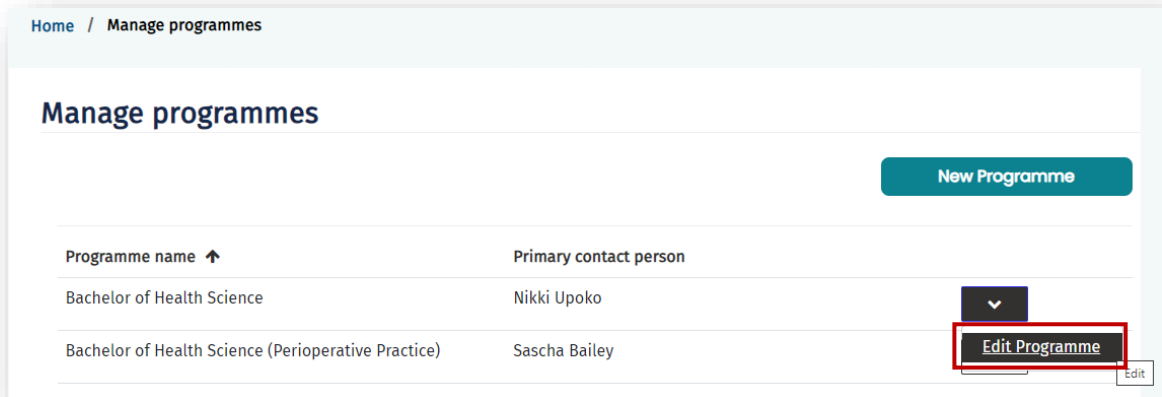 Home / Manage programmes
Manage programmes
New Programme
Programme name ↑ Primary contact person
Bachelor of Health Science Nikki Upoko
Bachelor of Health Science (Perioperative Practice) Sascha Bailey Edit Programme
Edit